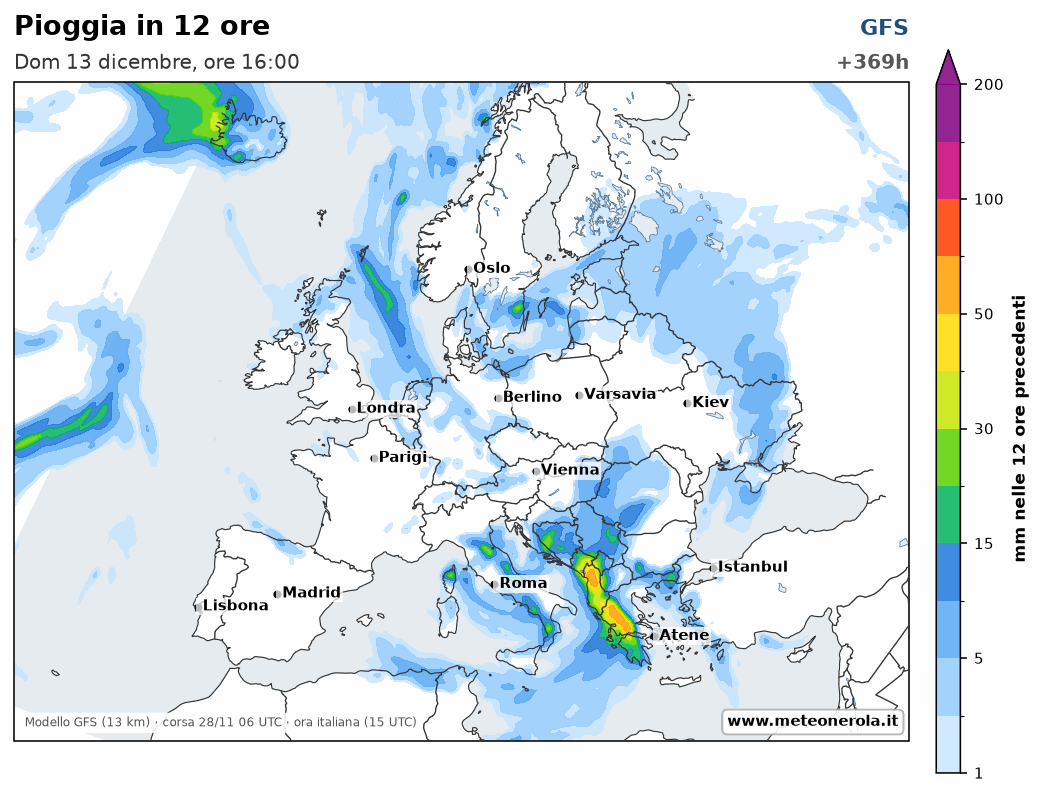 Pioggia in 12 ore
GFS
Dom 13 dicembre, ore 16:00
+369h
200
100
50
30
15
5
1
mm nelle 12 ore precedenti
Oslo
Berlino
Varsavia
Kiev
Londra
Parigi
Vienna
Istanbul
Roma
Madrid
Lisbona
Atene
Modello GFS (13 km) · corsa 28/11 06 UTC · ora italiana (15 UTC)
www.meteonerola.it